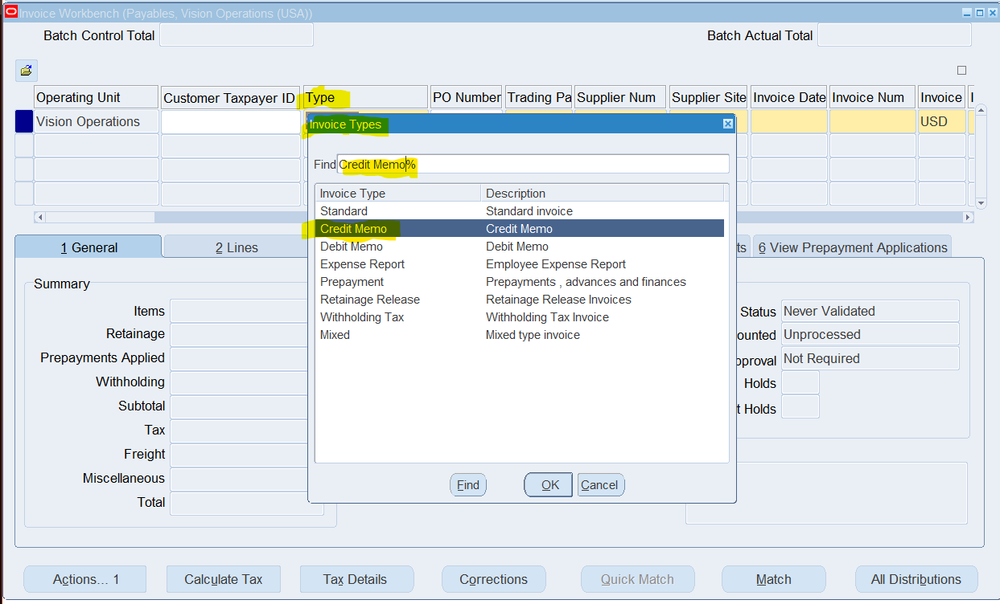 Invoice Workbench (Payables, Vision Operations (USA))
Batch Control Total
Batch Actual Total
Operating Unit Customer Taxpayer ID Type PO Number Trading Pa Supplier Num Supplier Site Invoice Date Invoice Num Invoice I
Vision Operations USD
Invoice Types
Find Credit Memo%
Invoice Type Description
Standard Standard invoice
Credit Memo Credit Memo
Debit Memo Debit Memo
Expense Report Employee Expense Report
Prepayment Prepayments , advances and finances
Retainage Release Retainage Release Invoices
Withholding Tax Withholding Tax Invoice
Mixed Mixed type invoice
Find OK Cancel
1 General 2 Lines ts 6 View Prepayment Applications
Summary
Items
Retainage
Prepayments Applied
Withholding
Subtotal
Tax
Freight
Miscellaneous
Total
Status Never Validated
ounted Unprocessed
pproval Not Required
Holds
t Holds
Actions... 1 Calculate Tax Tax Details Corrections Quick Match Match All Distributions